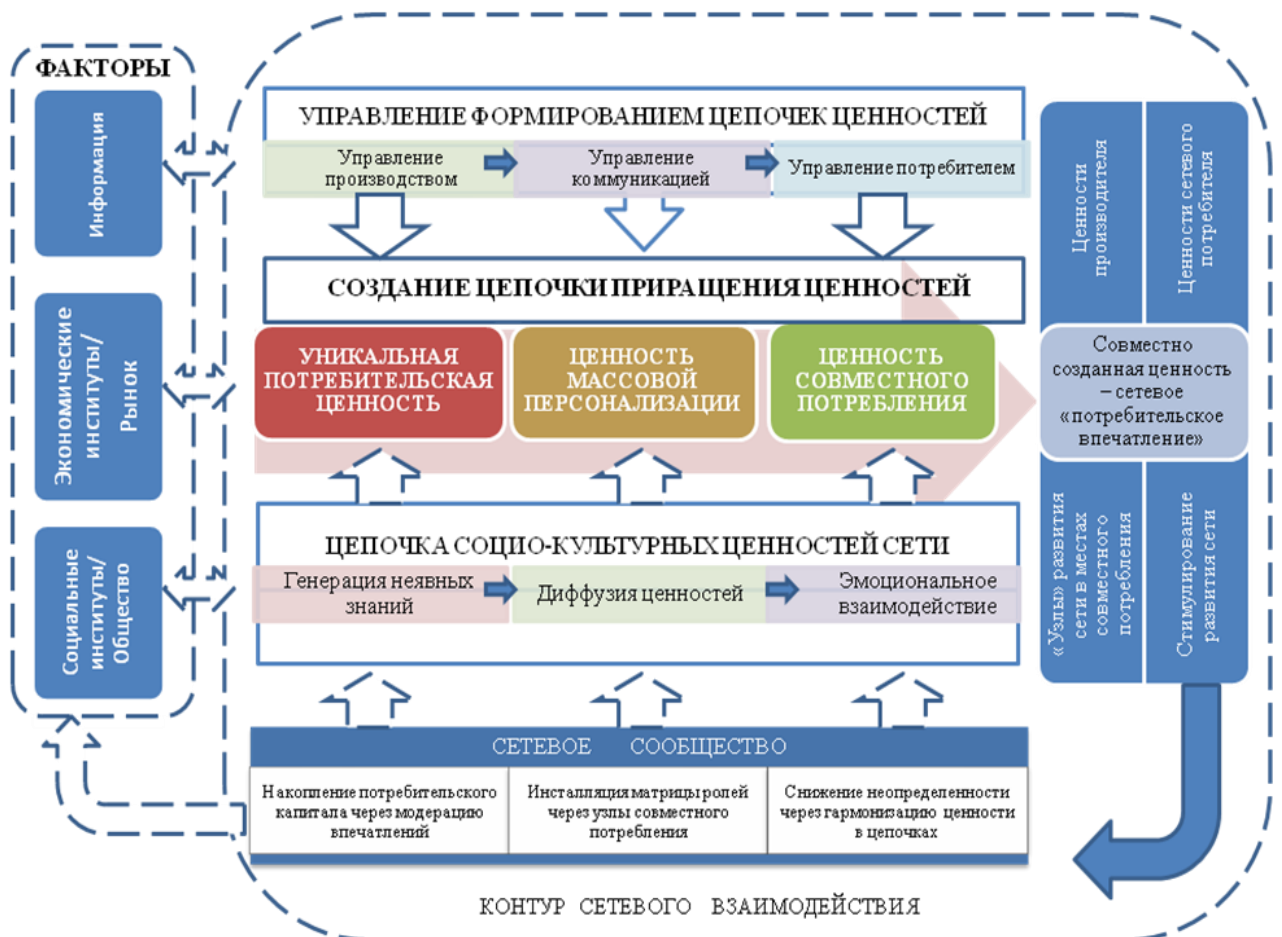 ФАКТОРЫ
Информация
Экономические
институты/
Рынок
Социальные
институты/
Общество
УПРАВЛЕНИЕ ФОРМИРОВАНИЕМ ЦЕПОЧЕК ЦЕННОСТЕЙ
Управление
производством
Управление
коммуникацией
Управление потребителем
СОЗДАНИЕ ЦЕПОЧКИ ПРИРАЩЕНИЯ ЦЕННОСТЕЙ
УНИКАЛЬНАЯ
ПОТРЕБИТЕЛЬСКАЯ
ЦЕННОСТЬ
ЦЕННОСТЬ
МАССОВОЙ
ПЕРСОНАЛИЗАЦИИ
ЦЕННОСТЬ
СОВМЕСТНОГО
ПОТРЕБЛЕНИЯ
ЦЕПОЧКА СОЦИО-КУЛЬТУРНЫХ ЦЕННОСТЕЙ СЕТИ
Генерация неявных
знаний
Диффузия ценностей
Эмоциональное
взаимодействие
СЕТЕВОЕ СООБЩЕСТВО
Накопление потребительского
капитала через модерацию
впечатлений
Инсталляция матрицы ролей
через узлы совместного
потребления
Снижение неопределенности
через гармонизацию ценности
в цепочках
Ценности
производителя
Ценности сетевого
потребителя
Совместно
созданная ценность
– сетевое
«потребительское
впечатление»
«Узлы» развития
сети в местах
совместного
потребления
Стимулирование
развития сети
КОНТУР СЕТЕВОГО ВЗАИМОДЕЙСТВИЯ